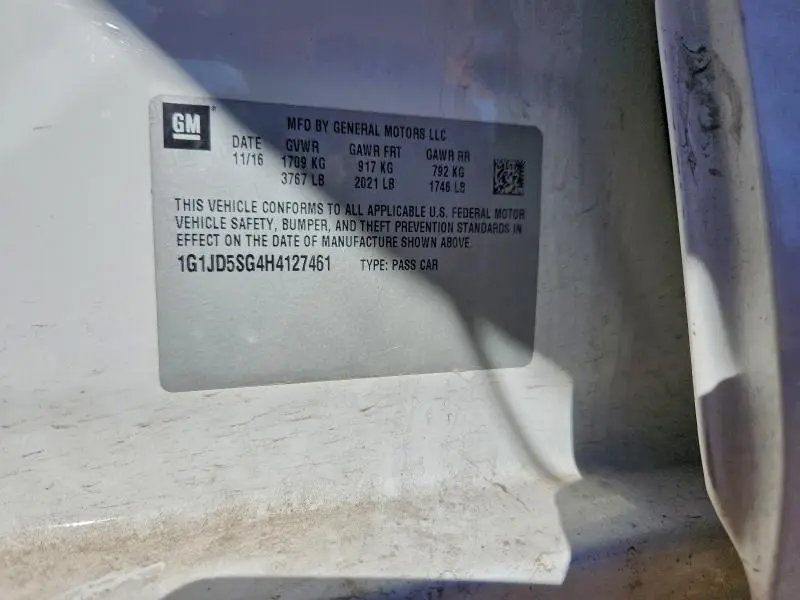 GM ®
MFD BY GENERAL MOTORS LLC
DATE GVWR GAWR FRT GAWR RR
11/16 1709 KG 917 KG 792 KG
3767 LB 2021 LB 1746 LB
THIS VEHICLE CONFORMS TO ALL APPLICABLE U.S. FEDERAL MOTOR
VEHICLE SAFETY, BUMPER, AND THEFT PREVENTION STANDARDS IN
EFFECT ON THE DATE OF MANUFACTURE SHOWN ABOVE.
1G1JD5SG4H4127461 TYPE: PASS CAR